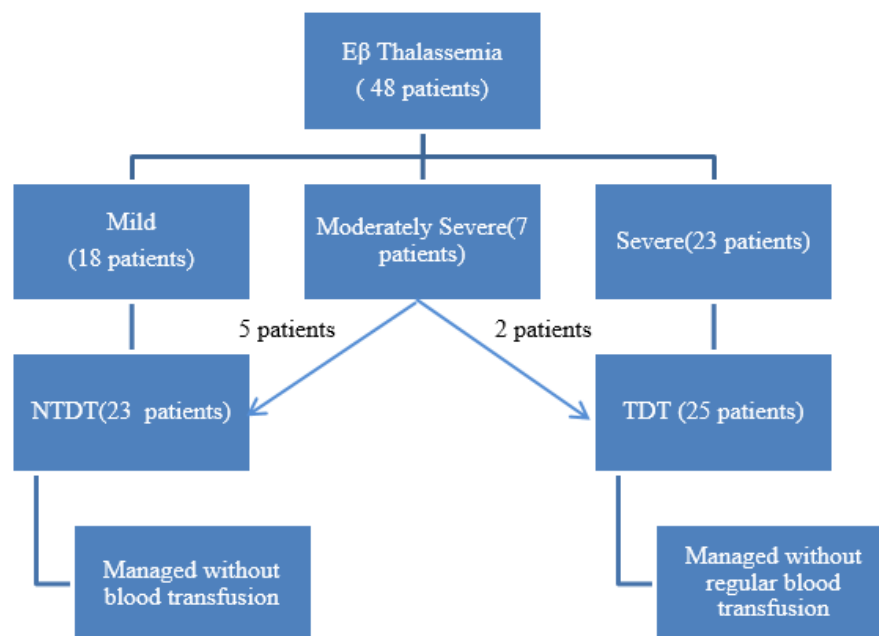 Eβ Thalassemia
( 48 patients)
Mild
(18 patients)
Moderately Severe(7
patients)
Severe(23 patients)
5 patients
2 patients
NTDT(23 patients)
TDT (25 patients)
Managed without
blood transfusion
Managed without
regular blood
transfusion